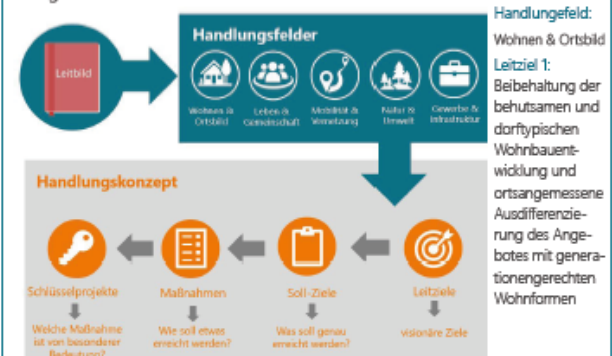 Leitbild
Handlungsfelder
Wohnen &
Ortsbild
Leben &
Gemeinschaft
Mobilität &
Vernetzung
Natur &
Umwelt
Gewerbe &
Infrastruktur
Handlungskonzept
Schlüsselprojekte
Maßnahmen
Soll-Ziele
Leitziele
Welche Maßnahme
ist von besonderer
Bedeutung?
Wie soll etwas
erreicht werden?
Was soll genau
erreicht werden?
visionäre Ziele
Handlungefeld:
Wohnen & Ortsbild
Leitziel 1:
Beibehaltung der
behutsamen und
dorftypischen
Wohnbauent-
wicklung und
ortsangemessene
Ausdifferenzie-
rung des Ange-
botes mit genera-
tionengerechten
Wohnformen